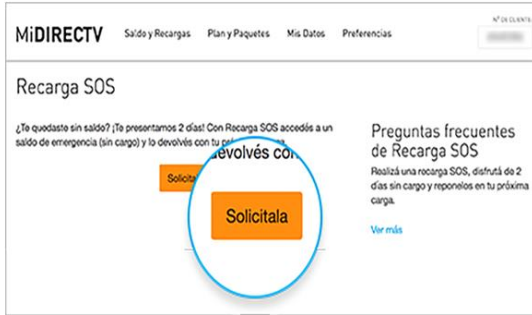 MiDIRECTV
Saldo y Recargas Plan y Paquetes Mis Datos Preferencias
Nº DE CLIENTE
Recarga SOS
¿Te quedaste sin saldo? ¡Te presentamos 2 días! Con Recarga SOS accedés a un
saldo de emergencia (sin cargo) y lo devolvés con tu
devolvés con
Solicitala
Preguntas frecuentes
de Recarga SOS
Realizá una recarga SOS, disfrutá de 2
días sin cargo y reponelos en tu próxima
carga.
Ver más